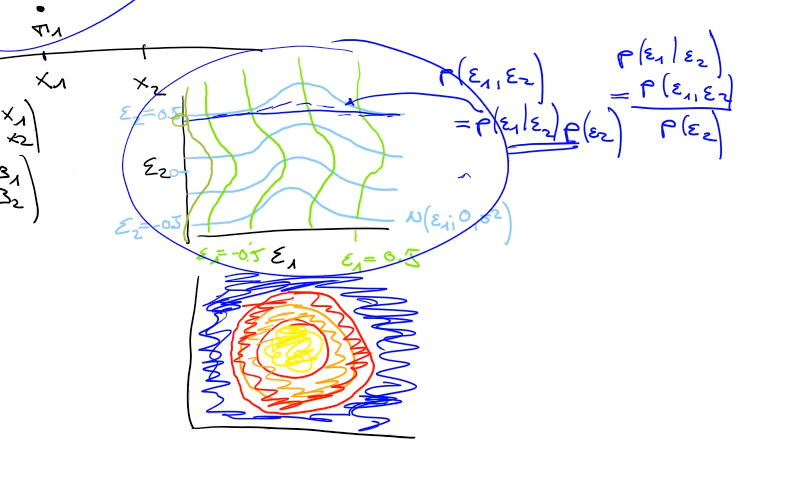 π₁
x₁
x₂
x₁
x₂
β₁
β₂
ε₂=0.5
ε₂
ε₂=-0.5
ε₁=-0.5
ε₁
ε₁=0.5
N(ε₁;0,σ²)
p(ε₁,ε₂)
=p(ε₁|ε₂)p(ε₂)
p(ε₁|ε₂)
=p(ε₁,ε₂)
p(ε₂)